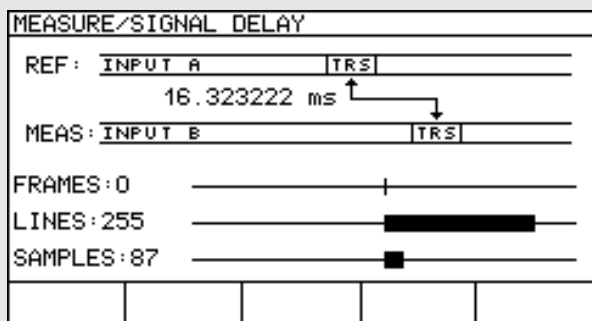 MEASURE/SIGNAL DELAY
REF: INPUT A TRS
16.323222 ms
MEAS: INPUT B TRS
FRAMES:0
LINES:255
SAMPLES:87